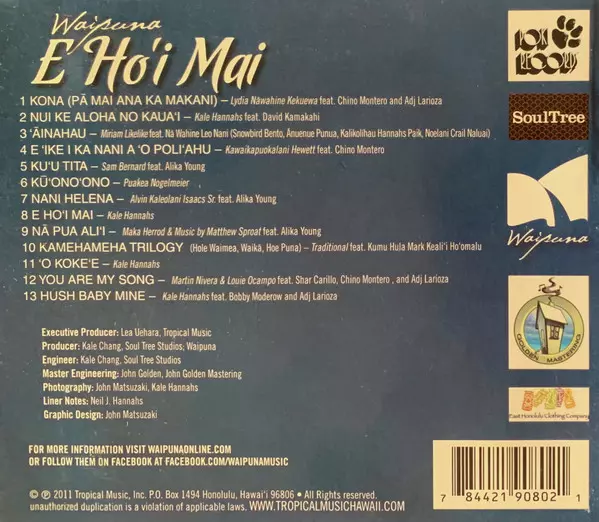 Waipuna
E Ho'i Mai
1 KONA (PĀ MAI ANA KA MAKANI) – Lydia Nāwahine Kekuewa feat. Chino Montero and Adj Larioza
2 NUI KE ALOHA NO KAUA'I – Kale Hannahs feat. David Kamakahi
3 'ĀINAHAU – Miriam Likelike feat. Na Wahine Leo Nani (Snowbird Bento, Ānuenue Punua, Kalikolihau Hannahs Paik, Noelani Crail Naluai)
4 E 'IKE I KA NANI A 'O POLI'AHU – Kawaikapuokalani Hewett feat. Chino Montero
5 KU'U TITA – Sam Bernard feat. Alika Young
6 KŪ'ONO'ONO – Puakea Nogelmeier
7 NANI HELENA – Alvin Kaleolani Isaacs Sr. feat. Alika Young
8 E HO'I MAI – Kale Hannahs
9 NĀ PUA ALI'I – Maka Herrod & Music by Matthew Sproat feat. Alika Young
10 KAMEHAMEHA TRILOGY (Hole Waimea, Waikā, Hoe Puna) – Traditional feat. Kumu Hula Mark Keali'i Ho'omalu
11 'O KOKE'E – Kale Hannahs
12 YOU ARE MY SONG – Martin Nivera & Louie Ocampo feat. Shar Carillo, Chino Montero , and Adj Larioza
13 HUSH BABY MINE – Kale Hannahs feat. Bobby Moderow and Adj Larioza
Executive Producer: Lea Uehara, Tropical Music
Producer: Kale Chang, Soul Tree Studios; Waipuna
Engineer: Kale Chang, Soul Tree Studios
Master Engineering: John Golden, John Golden Mastering
Photography: John Matsuzaki, Kale Hannahs
Liner Notes: Neil J. Hannahs
Graphic Design: John Matsuzaki
FOR MORE INFORMATION VISIT WAIPUNAONLINE.COM
OR FOLLOW THEM ON FACEBOOK AT FACEBOOK.COM/WAIPUNAMUSIC
© ℗ 2011 Tropical Music, Inc. P.O. Box 1494 Honolulu, Hawai'i 96806 • All rights reserved.
unauthorized duplication is a violation of applicable laws. WWW.TROPICALMUSICHAWAII.COM
POKI
RECORDS
SoulTree
Waipuna
GOLDEN MASTERING
East Honolulu Clothing Company
7 84421 90802 1